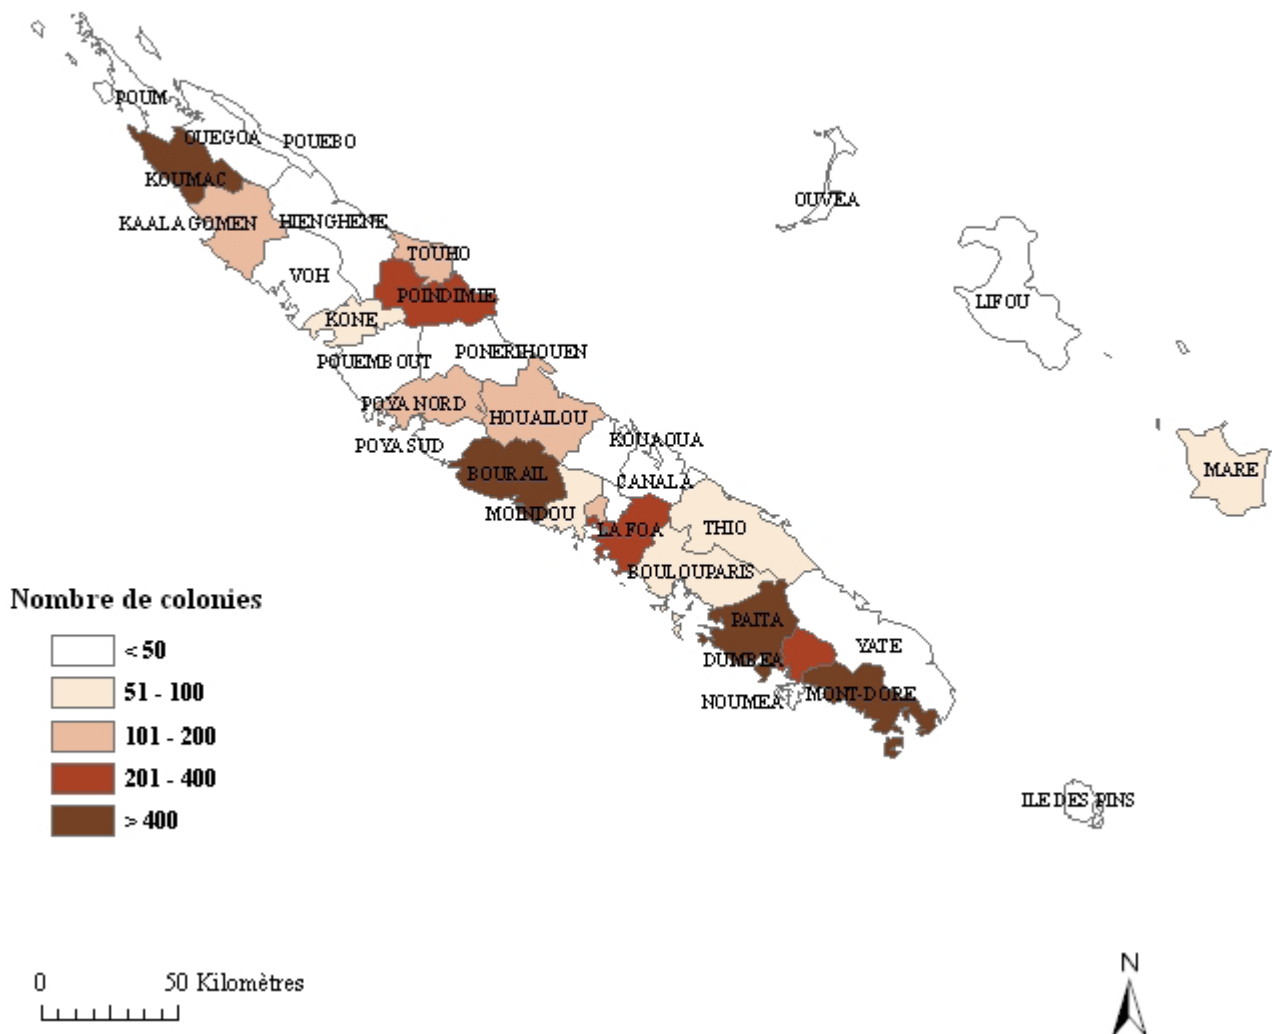 POUM
OUEGOA
POUEBO
KOUMAC
OUVEA
KAALA GOMEN
HIENGHENE
TOUHO
VOH
POINDIMIE
LIFOU
KONE
POUEMBOUT
PONERIHOUEN
POYA NORD
HOUAILOU
POYA SUD
KOUAOUA
BOURAIL
MARE
CANALA
MOINDOU
LA FOA
THIO
BOULOUPARIS
Nombre de colonies
PAITA
< 50
YATE
DUMBEA
51 - 100
MONT-DORE
NOUMEA
101 - 200
201 - 400
ILE DES PINS
> 400
0 50 Kilomètres
N